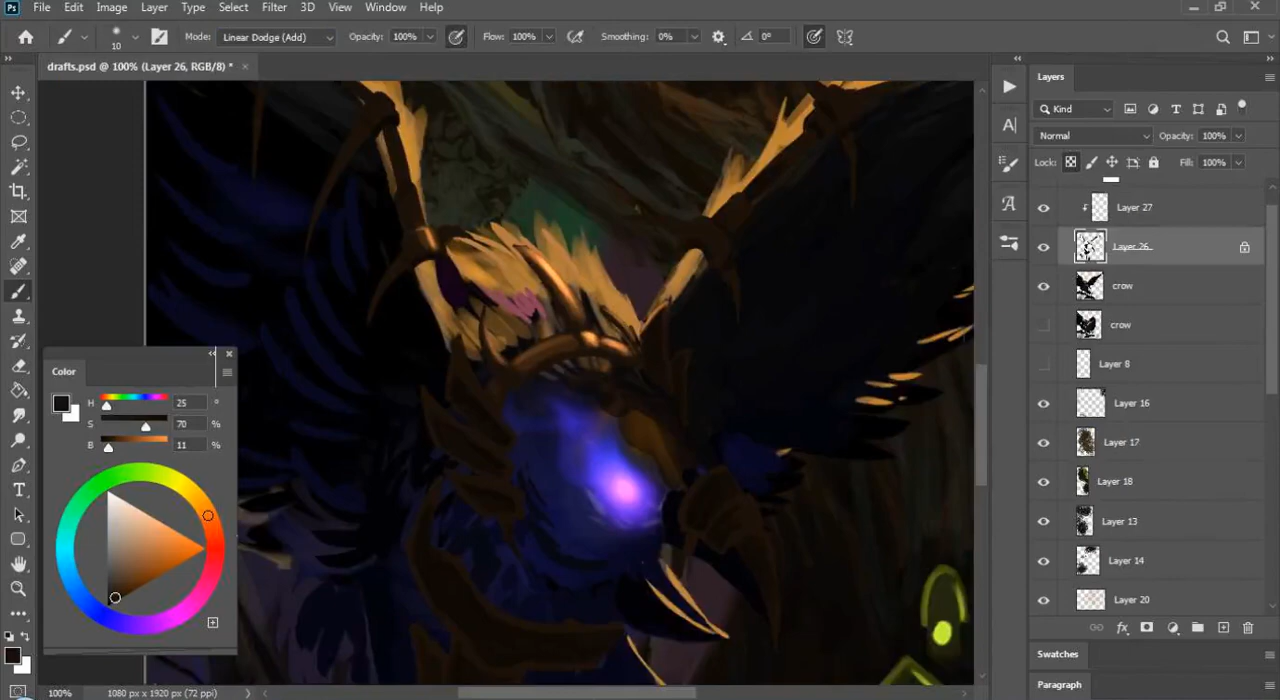 Ps File Edit Image Layer Type Select Filter 3D View Window Help
10 Mode: Linear Dodge (Add) Opacity: 100% Flow: 100% Smoothing: 0% 0°
drafts.psd @ 100% (Layer 26, RGB/8) * ×
Layers
Kind
Normal Opacity: 100%
Lock: Fill: 100%
Layer 27
Layer 26
crow
crow
Layer 8
Layer 16
Layer 17
Layer 18
Layer 13
Layer 14
Layer 20
fx
Swatches
Paragraph
Color
H 25 °
S 70 %
B 11 %
100% 1080 px x 1920 px (72 ppi)